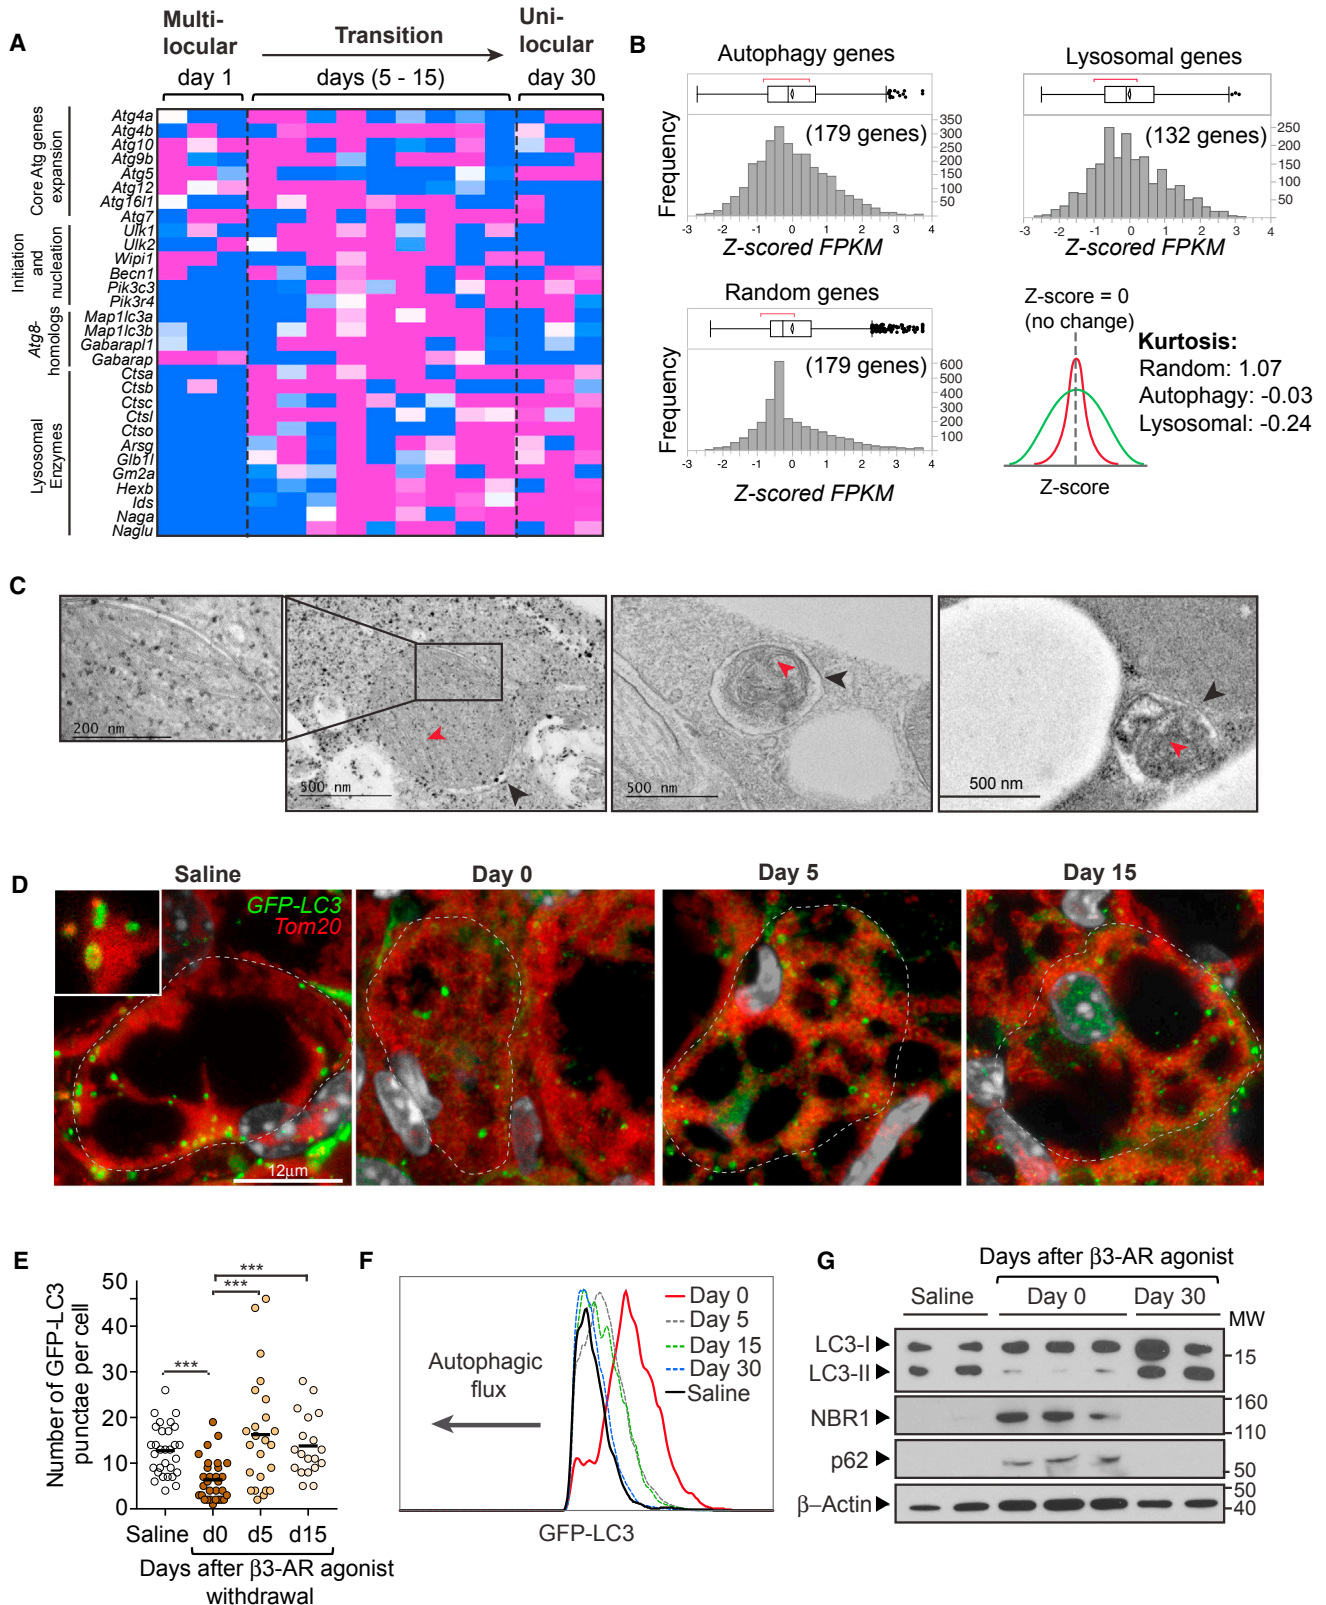 A
Multi-
locular
Transition
Uni-
locular
day 1
days (5 - 15)
day 30
Core Atg genes
expansion
Initiation
and
nucleation
Atg8-
homologs
Lysosomal
Enzymes
Atg4a
Atg4b
Atg10
Atg9b
Atg5
Atg12
Atg16l1
Atg7
Ulk1
Ulk2
Wipi1
Becn1
Pik3c3
Pik3r4
Map1lc3a
Map1lc3b
Gabarapl1
Gabarap
Ctsa
Ctsb
Ctsc
Ctsl
Ctso
Arsg
Glb1l
Gm2a
Hexb
Ids
Naga
Naglu
B
Autophagy genes
(179 genes)
Frequency
350
300
250
200
150
100
50
-3 -2 -1 0 1 2 3 4
Z-scored FPKM
Lysosomal genes
(132 genes)
250
200
150
100
50
-3 -2 -1 0 1 2 3 4
Z-scored FPKM
Random genes
(179 genes)
Frequency
600
500
400
300
200
100
-3 -2 -1 0 1 2 3 4
Z-scored FPKM
Z-score = 0
(no change)
Z-score
Kurtosis:
Random: 1.07
Autophagy: -0.03
Lysosomal: -0.24
C
200 nm
500 nm
500 nm
500 nm
D
Saline
Day 0
Day 5
Day 15
GFP-LC3
Tom20
12μm
E
Number of GFP-LC3
punctae per cell
50
40
30
20
10
0
***
***
***
Saline d0 d5 d15
Days after β3-AR agonist
withdrawal
F
Autophagic
flux
Day 0
Day 5
Day 15
Day 30
Saline
GFP-LC3
G
Days after β3-AR agonist
Saline
Day 0
Day 30
MW
LC3-I
LC3-II
NBR1
p62
β–Actin
15
160
110
50
50
40